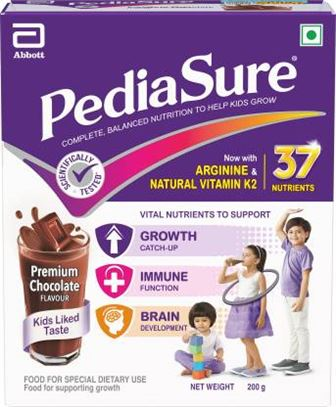 Abbott
PediaSure®
COMPLETE, BALANCED NUTRITION TO HELP KIDS GROW
SCIENTIFICALLY
TESTED
Now with
ARGININE &
NATURAL VITAMIN K2
37
NUTRIENTS
VITAL NUTRIENTS TO SUPPORT
GROWTH
CATCH-UP
IMMUNE
FUNCTION
BRAIN
DEVELOPMENT
Premium
Chocolate
FLAVOUR
Kids Liked
Taste
FOOD FOR SPECIAL DIETARY USE
Food for supporting growth
NET WEIGHT 200 g